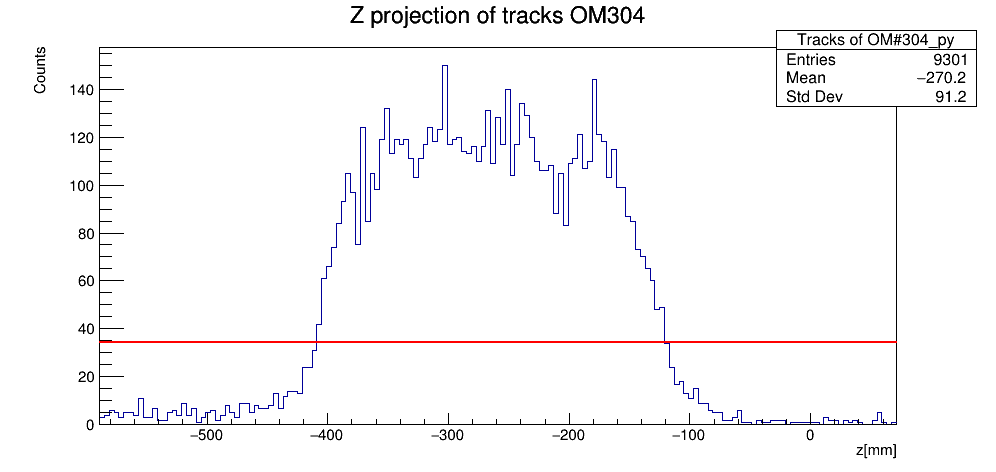 Z projection of tracks OM304
Tracks of OM#304_py
Entries 9301
Mean −270.2
Std Dev 91.2
Counts
140
120
100
80
60
40
20
0
−500 −400 −300 −200 −100 0
z[mm]